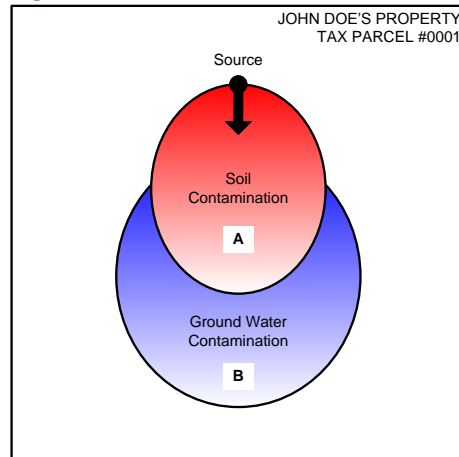 JOHN DOE'S PROPERTY
TAX PARCEL #0001
Source
Soil
Contamination
A
Ground Water
Contamination
B